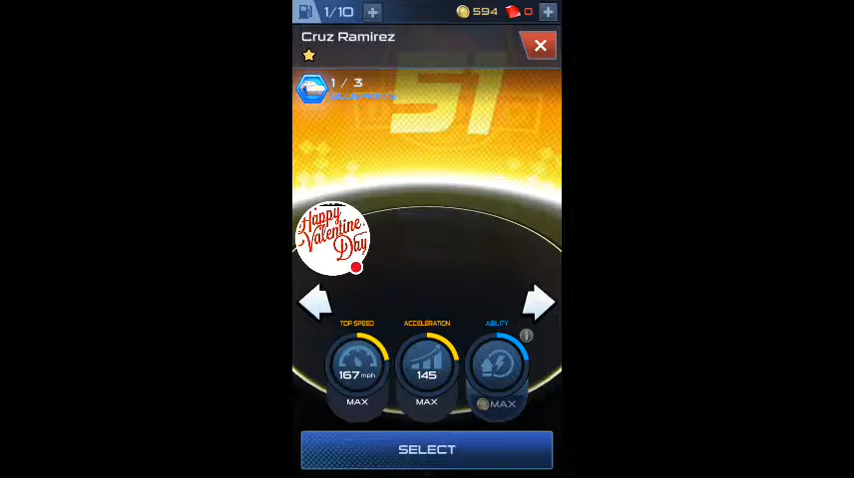 1/10
594
0
Cruz Ramirez
1 / 3
51
Happy
Valentine
Day
TOP SPEED
ACCELERATION
ABILITY
i
167 mph
145
MAX
MAX
MAX
SELECT